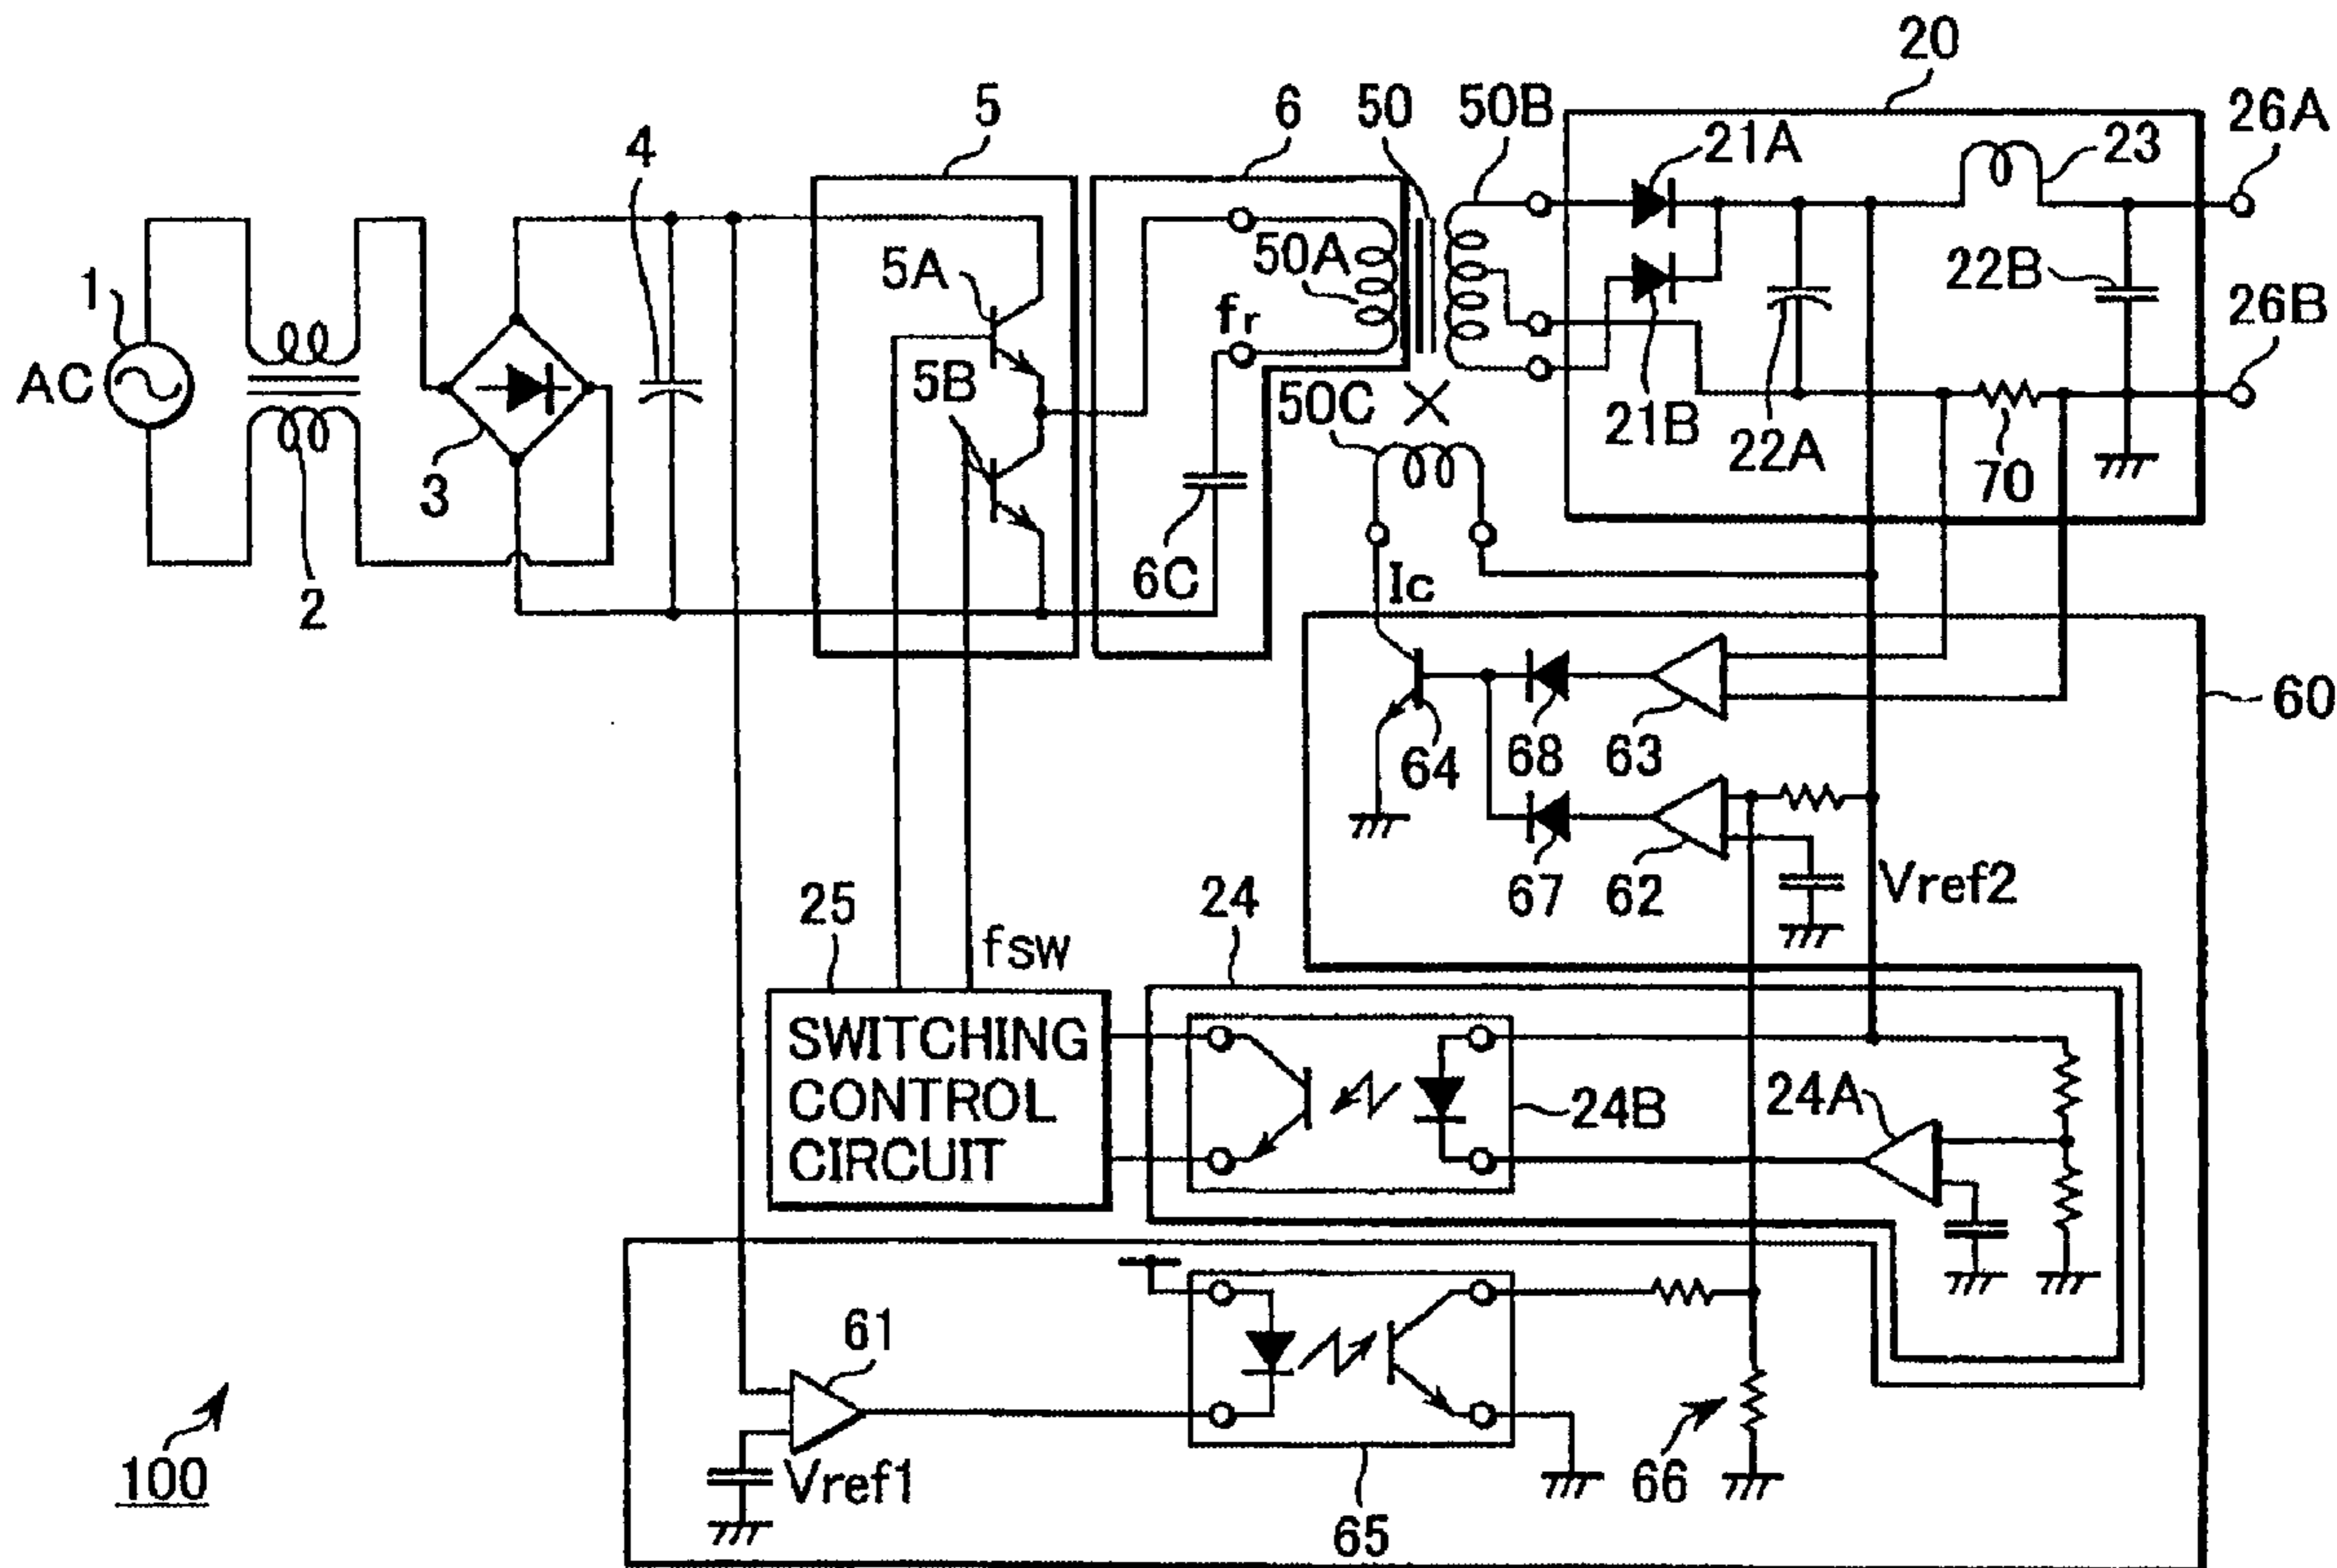 20
5
6
50
50B
26A
4
21A
23
5A
50A
22B
1
fr
26B
AC
5B
50C
21B
22A
70
3
6C
2
Ic
60
68
63
64
25
24
67
62
Vref2
fSW
SWITCHING
CONTROL
CIRCUIT
24B
24A
61
100
Vref1
66
65